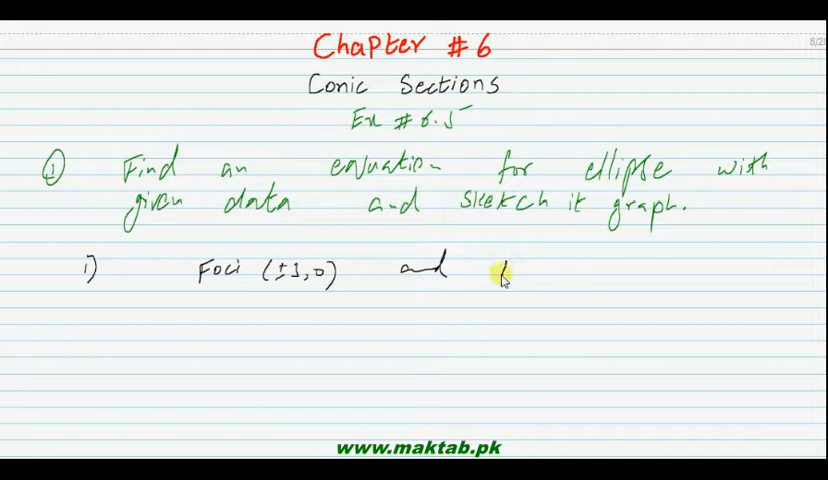 Chapter # 6
Conic Sections
Ex # 6.5
① Find an equation for ellipse with
given data and sketch it graph.
i) Foci (±3,0) and
www.maktab.pk